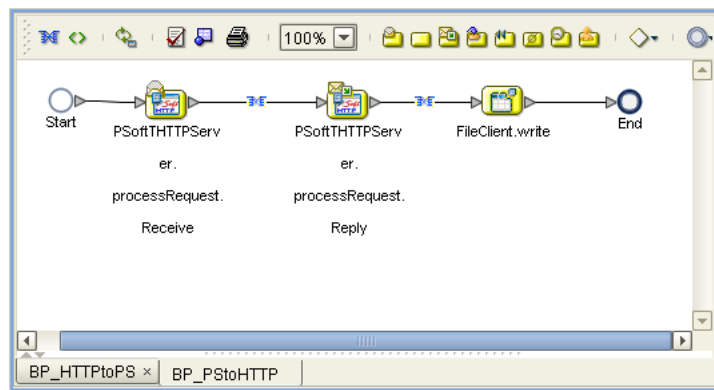 100%
Start
PSoftTHTTPServ
er.
processRequest.
Receive
PSoftTHTTPServ
er.
processRequest.
Reply
FileClient.write
End
BP_HTTPtoPS ×
BP_PStoHTTP